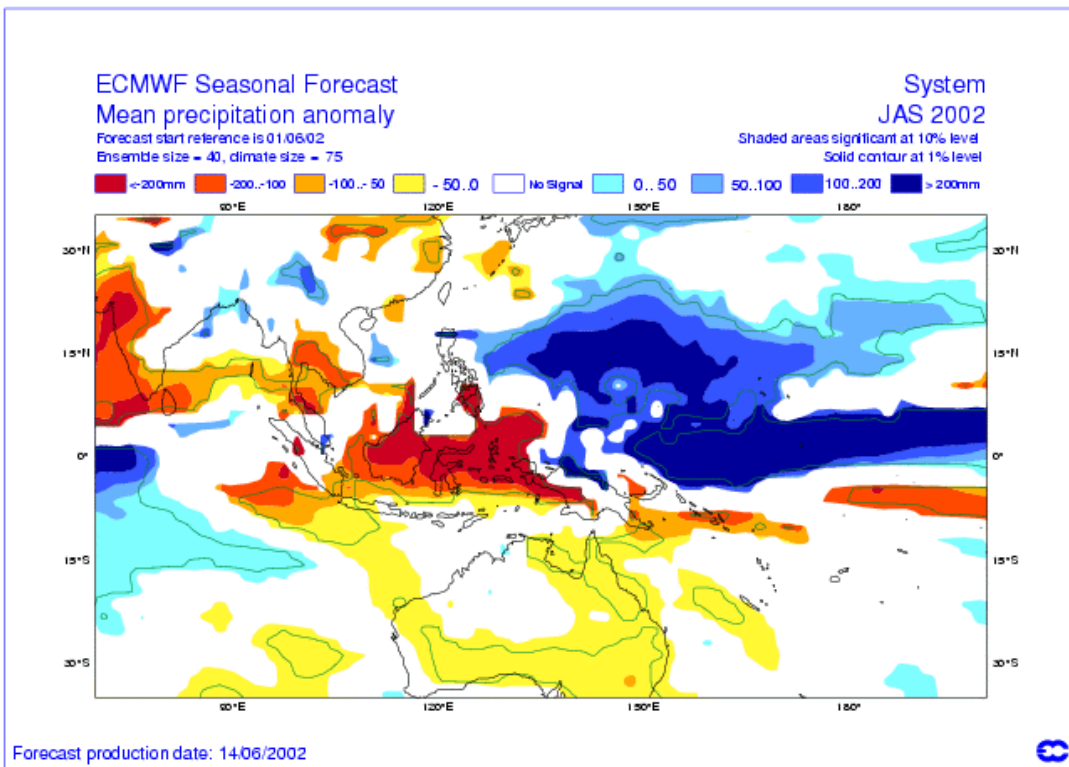 ECMWF Seasonal Forecast
System
Mean precipitation anomaly
JAS 2002
Forecast start reference is 01/06/02
Shaded areas significant at 10% level
Ensemble size = 40, climate size = 75
Solid contour at 1% level
<-200mm -200..-100 -100..-50 -50..0 No Signal 0..50 50..100 100..200 >200mm
90°E 120°E 150°E 180°
30°N 30°N
15°N 15°N
0° 0°
15°S 15°S
30°S 30°S
90°E 120°E 150°E 180°
Forecast production date: 14/06/2002